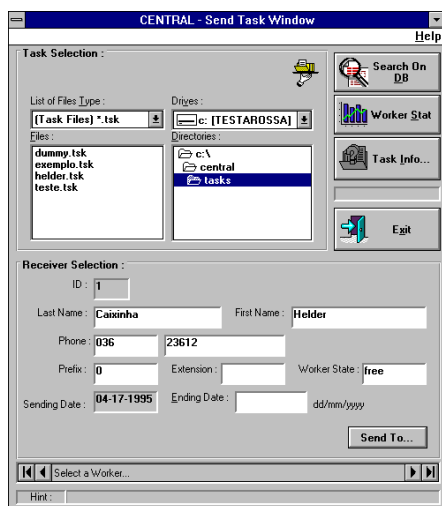 CENTRAL - Send Task Window
Help
Task Selection :
List of Files Type :
Drives :
(Task Files) *.tsk
c: [TESTAROSSA]
Files :
Directories :
dummy.tsk
exemplo.tsk
helder.tsk
teste.tsk
c:\
central
tasks
Search On
DB
Worker Stat
Task Info...
Exit
Receiver Selection :
ID : 1
Last Name : Caixinha First Name : Helder
Phone : 036 23612
Prefix : 0 Extension : Worker State : free
Sending Date : 04-17-1995 Ending Date : dd/mm/yyyy
Send To...
Select a Worker...
Hint :